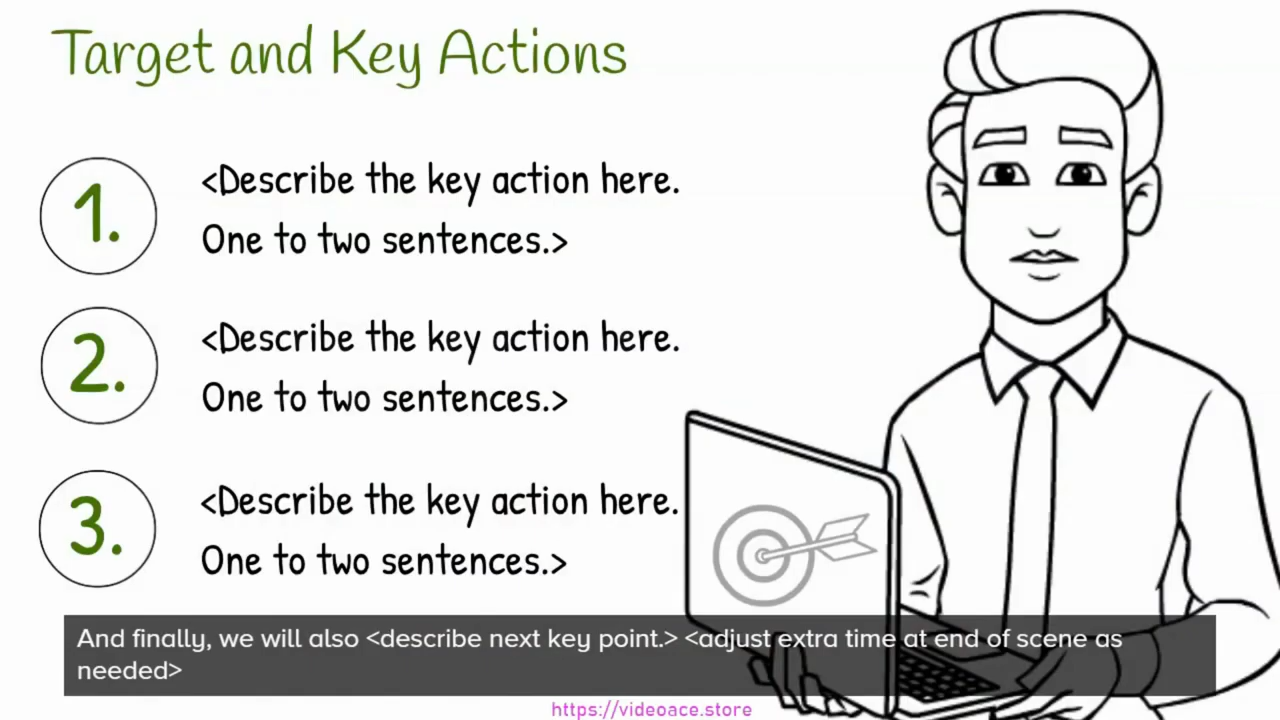 Target and Key Actions
1.
<Describe the key action here.
One to two sentences.>
2.
<Describe the key action here.
One to two sentences.>
3.
<Describe the key action here.
One to two sentences.>
And finally, we will also <describe next key point.> <adjust extra time at end of scene as
needed>
https://videoace.store